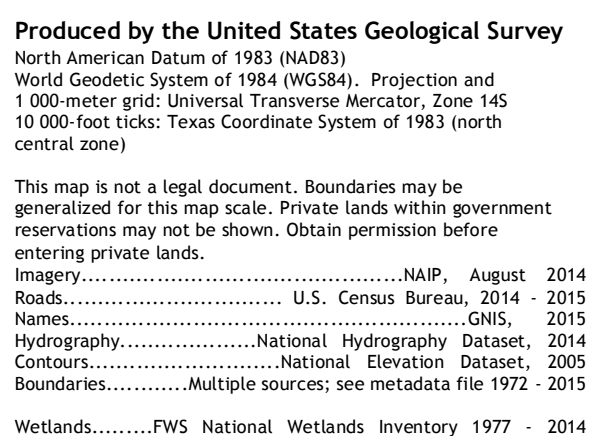 Produced by the United States Geological Survey
North American Datum of 1983 (NAD83)
World Geodetic System of 1984 (WGS84).  Projection and
1 000-meter grid: Universal Transverse Mercator, Zone 14S
10 000-foot ticks: Texas Coordinate System of 1983 (north
central zone)

This map is not a legal document. Boundaries may be
generalized for this map scale. Private lands within government
reservations may not be shown. Obtain permission before
entering private lands.
Imagery.............................................NAIP, August 2014
Roads.............................. U.S. Census Bureau, 2014 - 2015
Names......................................................GNIS, 2015
Hydrography....................National Hydrography Dataset, 2014
Contours............................National Elevation Dataset, 2005
Boundaries............Multiple sources; see metadata file 1972 - 2015

Wetlands.........FWS National Wetlands Inventory 1977 - 2014